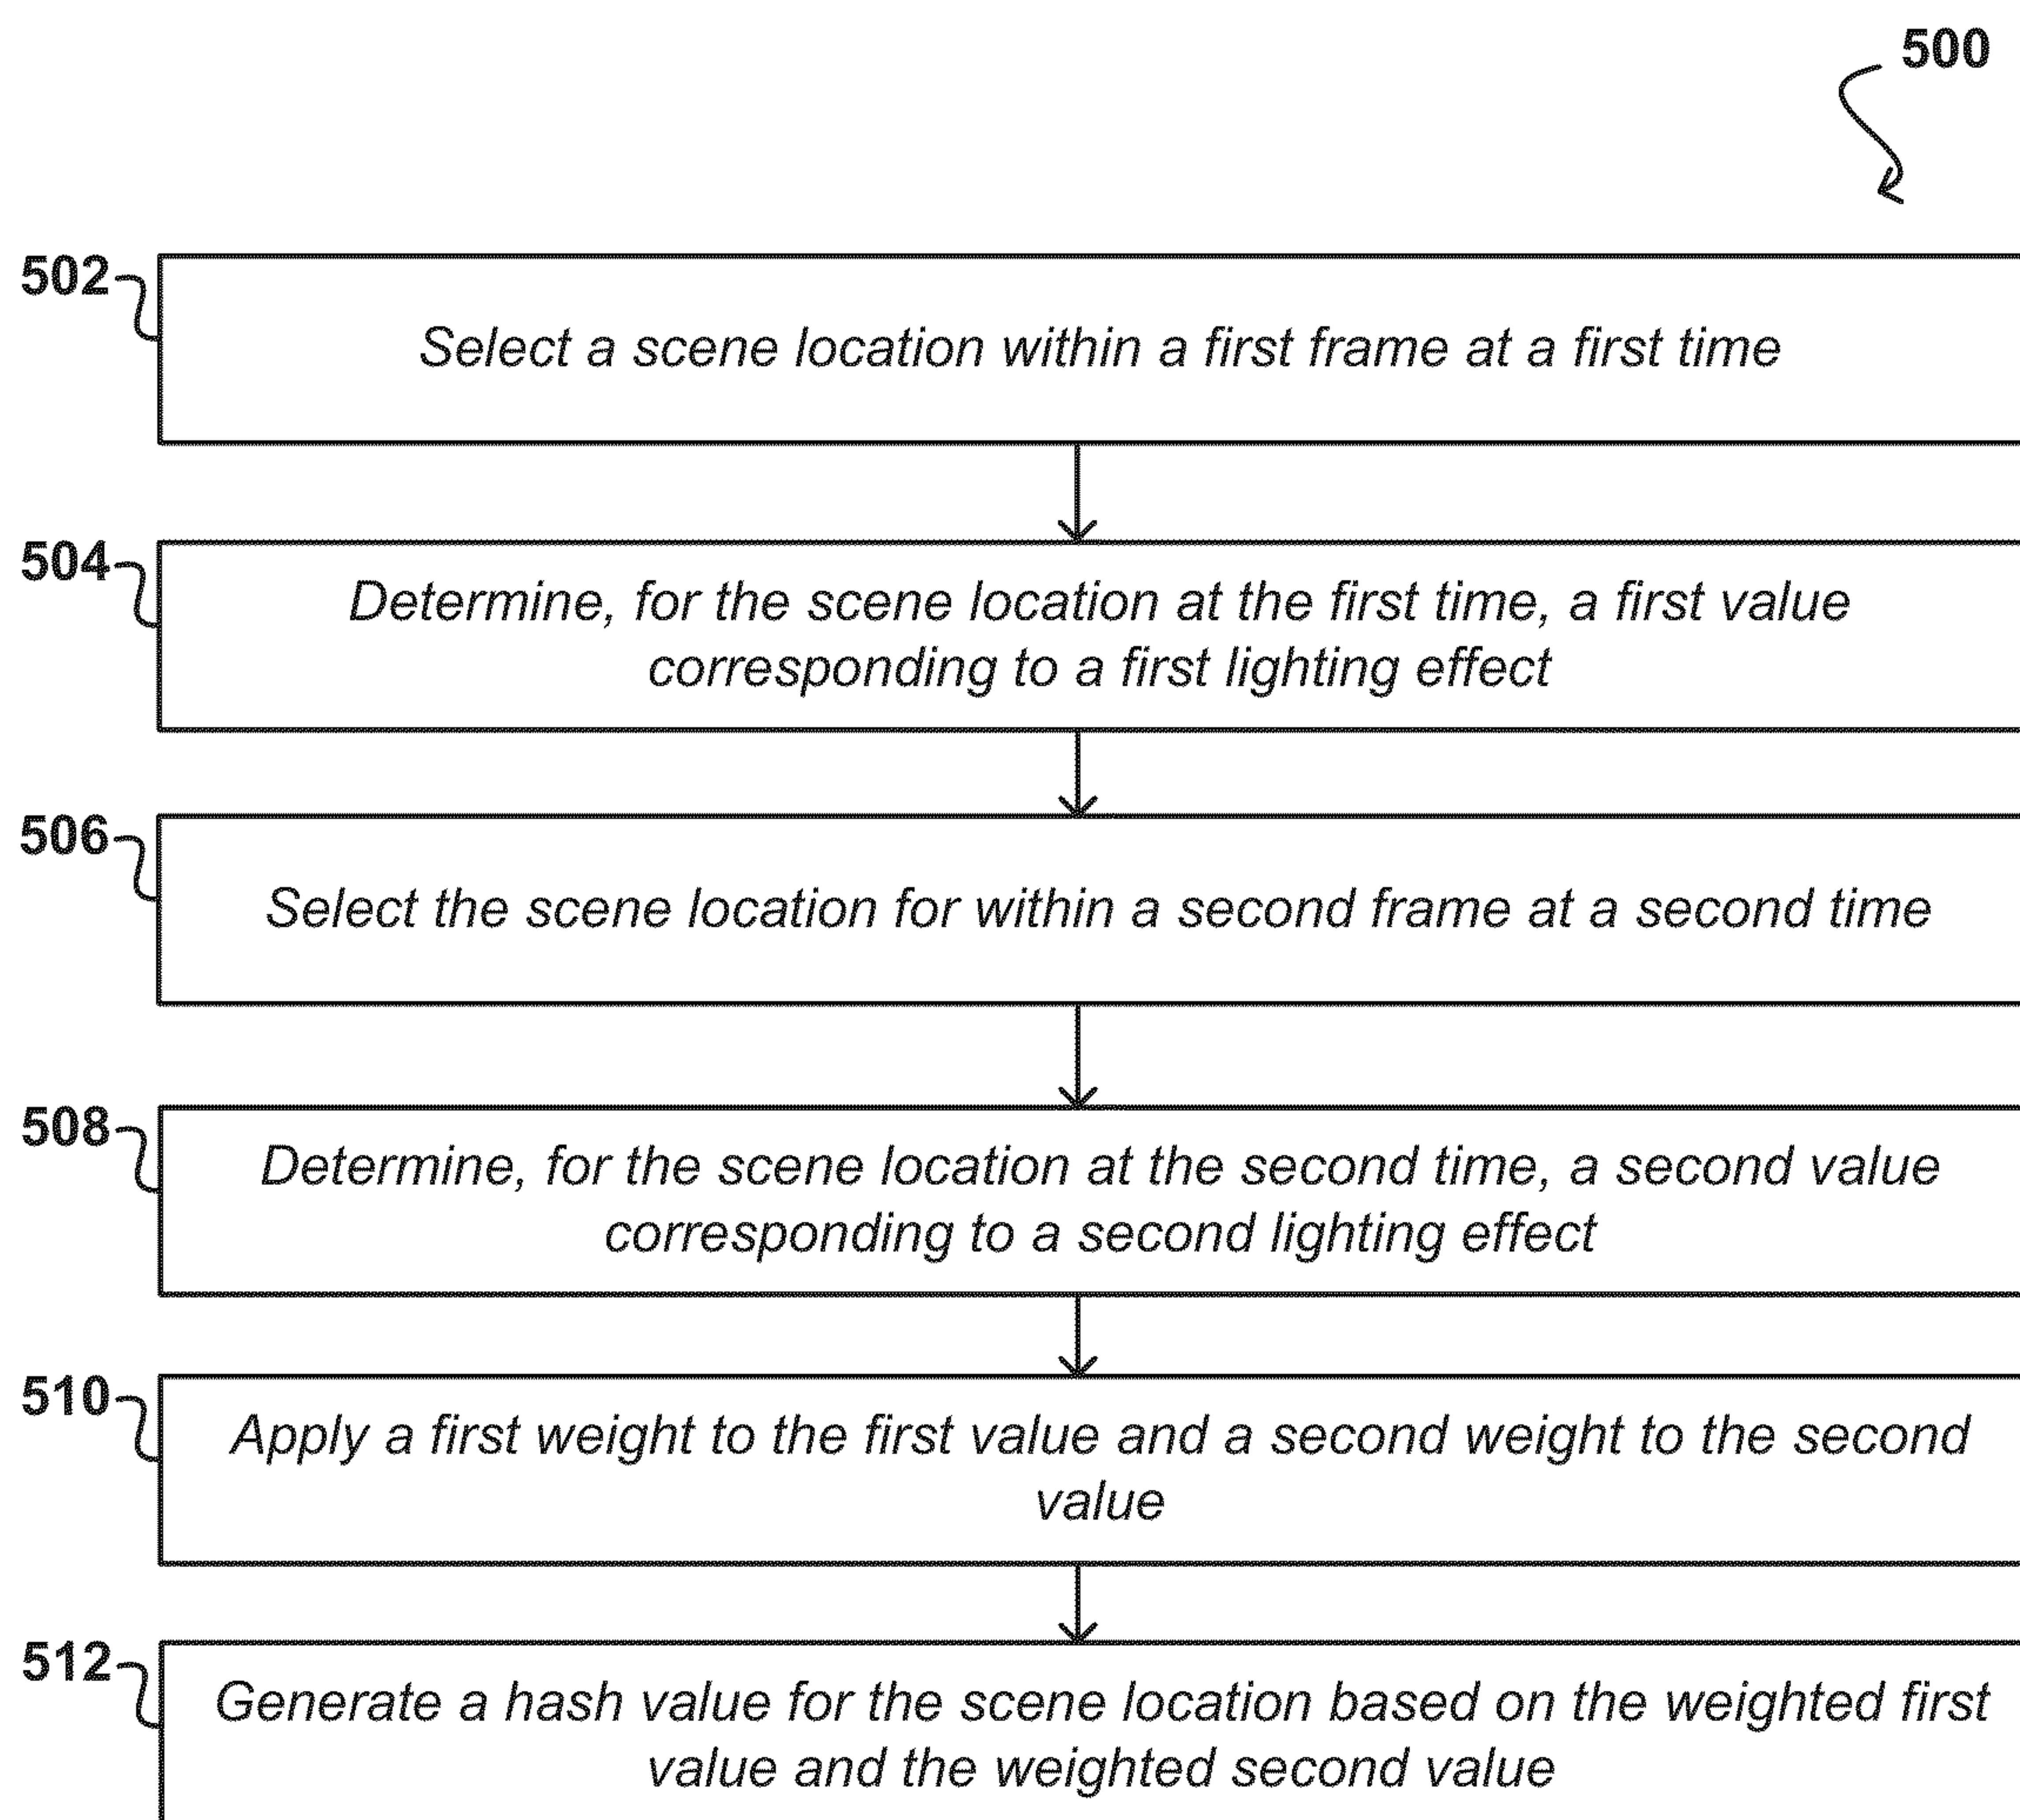 500
502
Select a scene location within a first frame at a first time
504
Determine, for the scene location at the first time, a first value
corresponding to a first lighting effect
506
Select the scene location for within a second frame at a second time
508
Determine, for the scene location at the second time, a second value
corresponding to a second lighting effect
510
Apply a first weight to the first value and a second weight to the second
value
512
Generate a hash value for the scene location based on the weighted first
value and the weighted second value